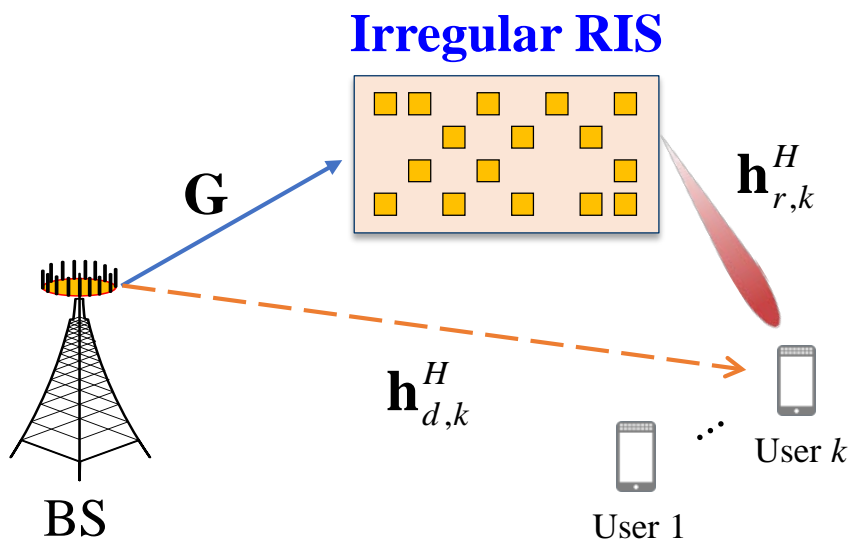 Irregular RIS
G
h^H_{r,k}
h^H_{d,k}
...
User k
BS
User 1